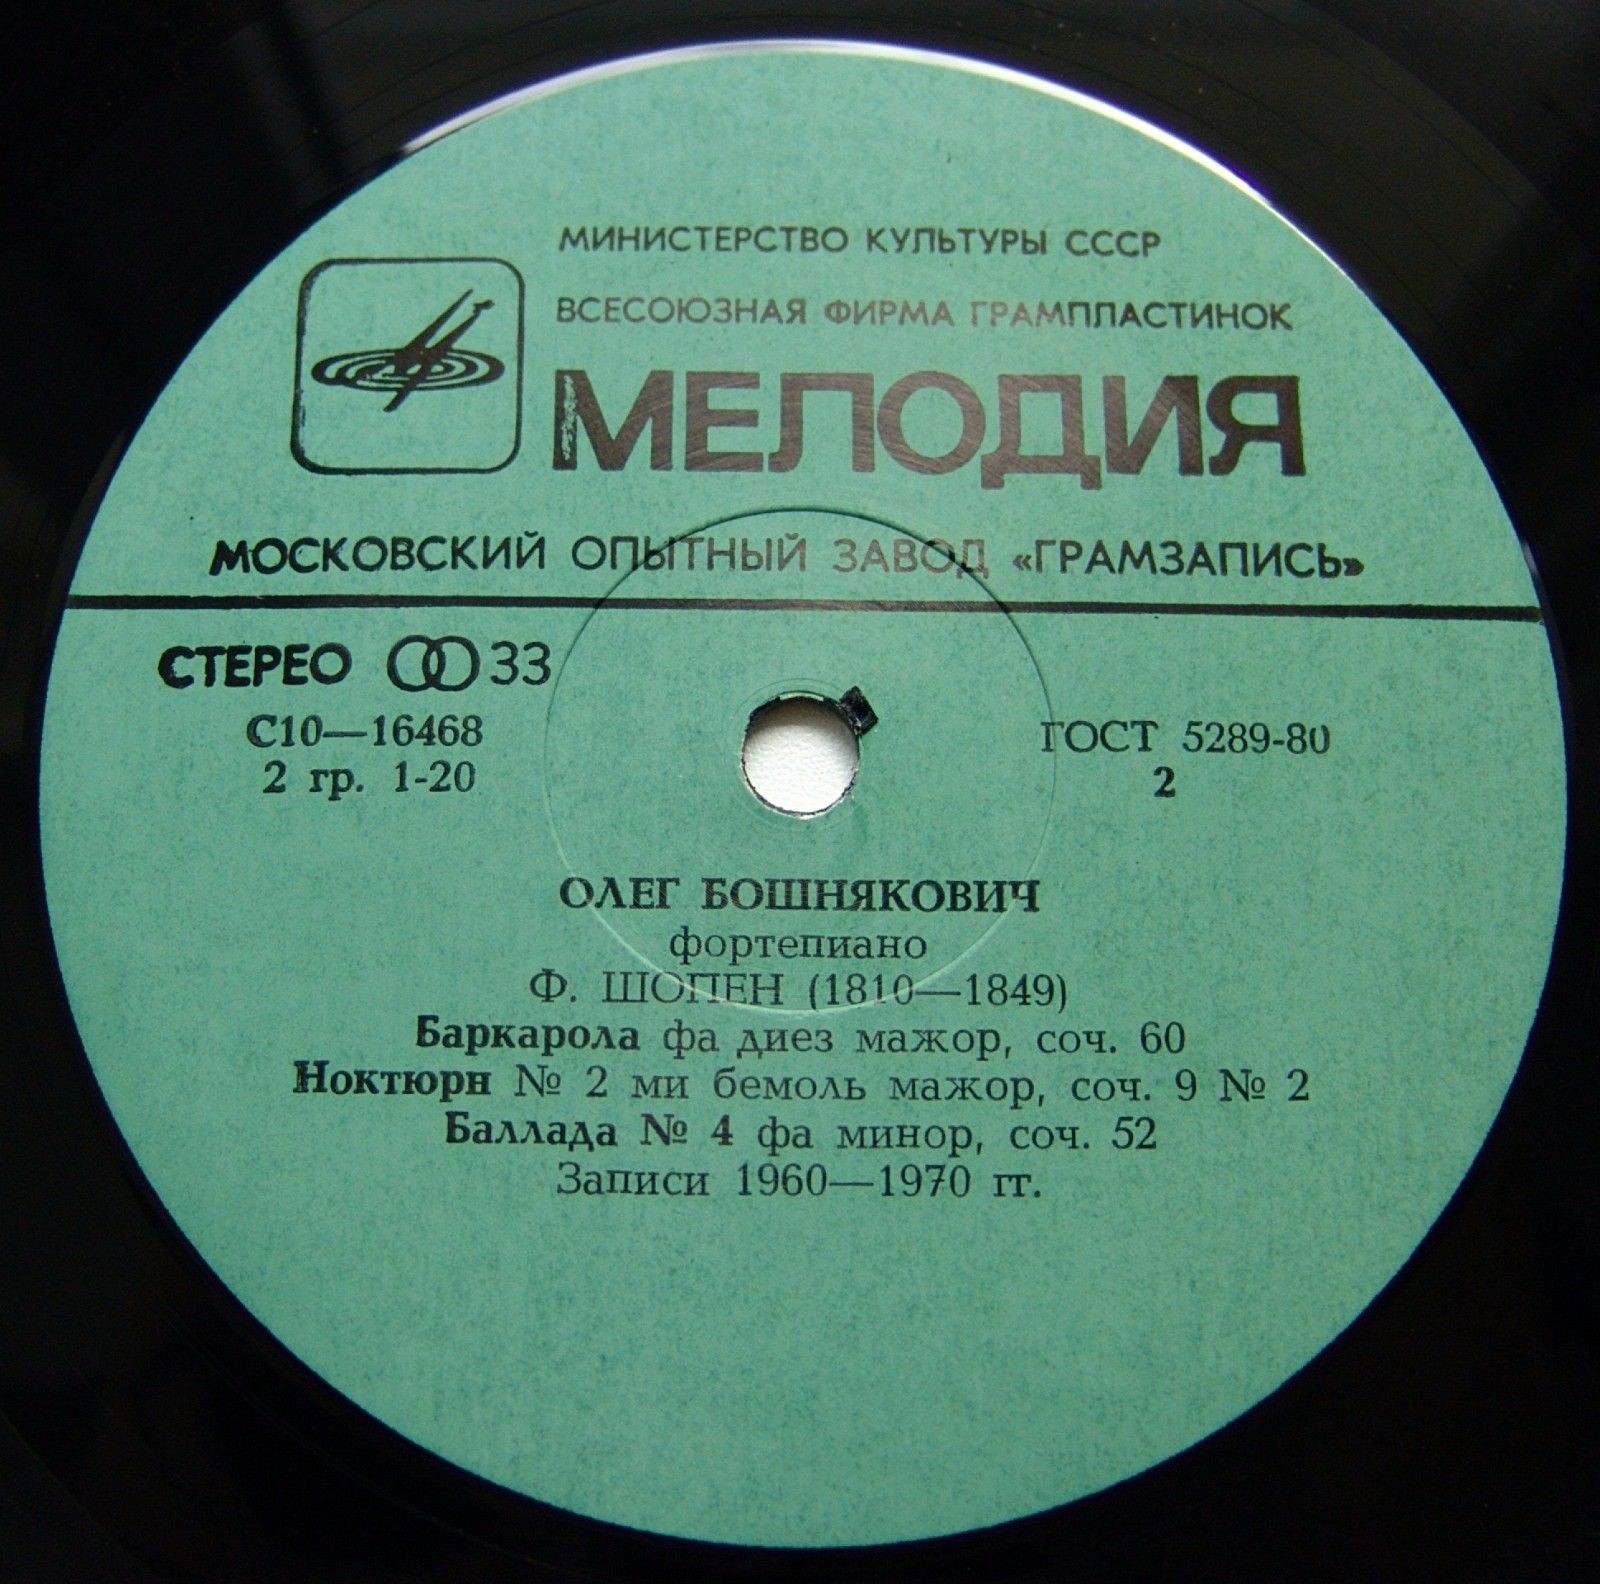 МИНИСТЕРСТВО КУЛЬТУРЫ СССР
ВСЕСОЮЗНАЯ ФИРМА ГРАМПЛАСТИНОК
МЕЛОДИЯ
МОСКОВСКИЙ ОПЫТНЫЙ ЗАВОД «ГРАМЗАПИСЬ»
СТЕРЕО 33
С10—16468
2 гр. 1-20
ГОСТ 5289-80
2
ОЛЕГ БОШНЯКОВИЧ
фортепиано
Ф. ШОПЕН (1810—1849)
Баркарола фа диез мажор, соч. 60
Ноктюрн № 2 ми бемоль мажор, соч. 9 № 2
Баллада № 4 фа минор, соч. 52
Записи 1960—1970 гг.